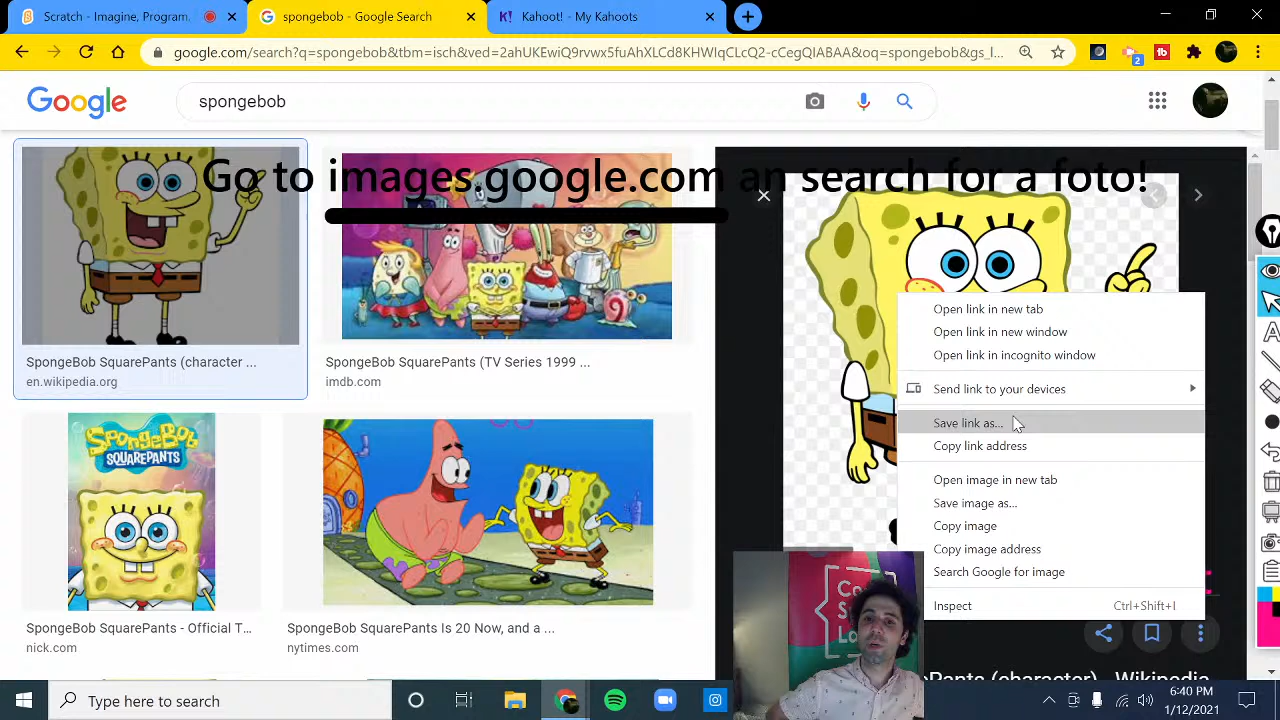 Scratch - Imagine, Program,
spongebob - Google Search
Kahoot! - My Kahoots
google.com/search?q=spongebob&tbm=isch&ved=2ahUKEwiQ9rvwx5fuAhXLCd8KHWIqCLcQ2-cCegQIABAA&oq=spongebob&gs_l...
2
tb
Google
spongebob
Go to images.google.com an search for a foto!
SpongeBob SquarePants (character ...
en.wikipedia.org
SpongeBob SquarePants (TV Series 1999 ...
imdb.com
SpongeBob
SQUAREPANTS
SpongeBob SquarePants - Official T...
nick.com
SpongeBob SquarePants Is 20 Now, and a ...
nytimes.com
Open link in new tab
Open link in new window
Open link in incognito window
Send link to your devices
Save link as...
Copy link address
Open image in new tab
Save image as...
Copy image
Copy image address
Search Google for image
Inspect
Ctrl+Shift+I
(character) - Wikipedia
Type here to search
6:40 PM
1/12/2021